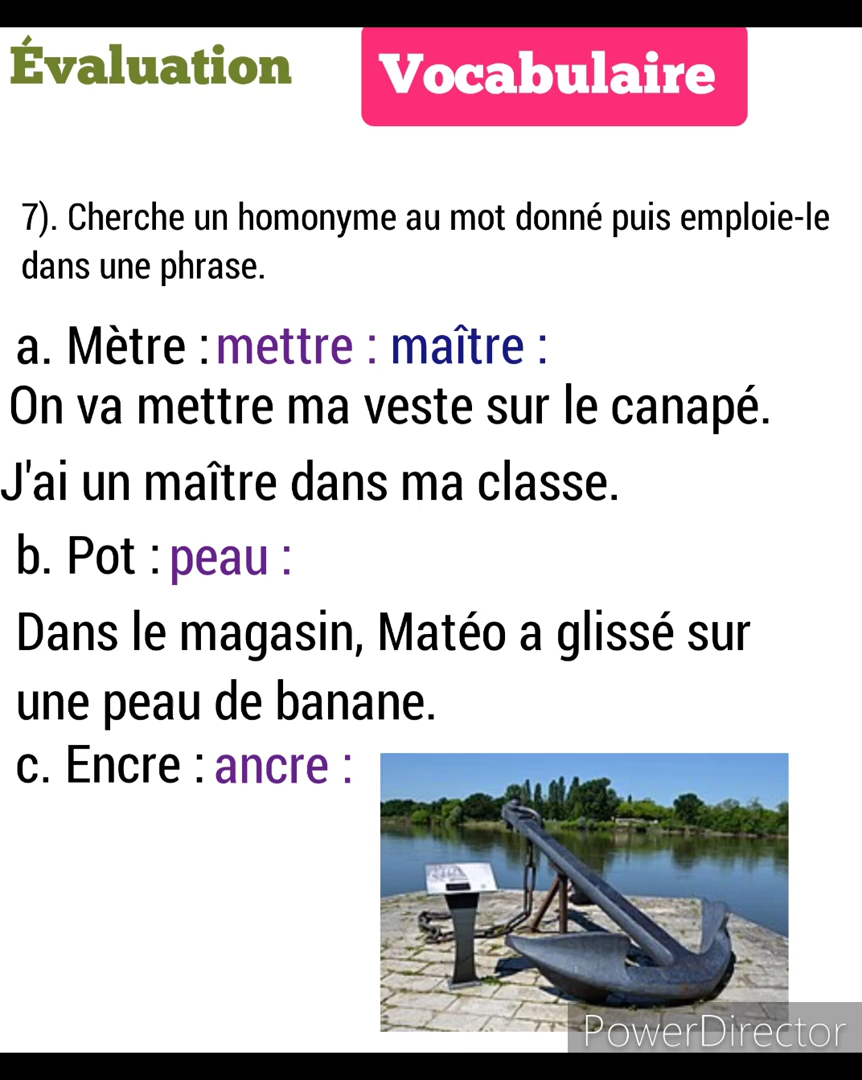 Évaluation
Vocabulaire
7). Cherche un homonyme au mot donné puis emploie-le
dans une phrase.
a. Mètre : mettre : maître :
On va mettre ma veste sur le canapé.
J'ai un maître dans ma classe.
b. Pot : peau :
Dans le magasin, Matéo a glissé sur
une peau de banane.
c. Encre : ancre :
PowerDirector